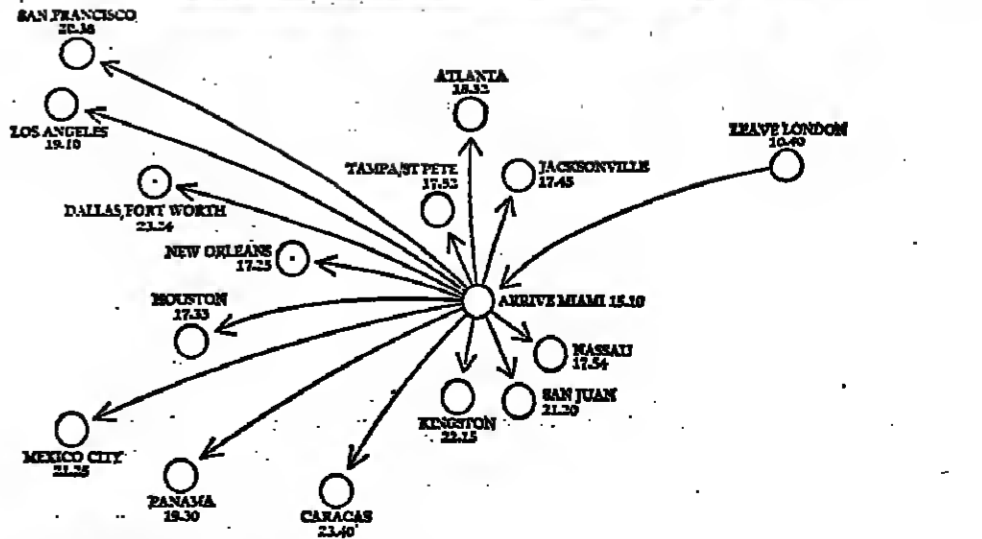 SAN FRANCISCO
20.38
ATLANTA
18.32
LEAVE LONDON
10.40
LOS ANGELES
19.10
TAMPA/ST PETE
17.52
JACKSONVILLE
17.45
DALLAS, FORT WORTH
23.24
NEW ORLEANS
17.25
HOUSTON
17.33
ARRIVE MIAMI 15.10
NASSAU
17.54
SAN JUAN
21.20
KINGSTON
22.15
MEXICO CITY
21.25
PANAMA
19.30
CARACAS
23.40